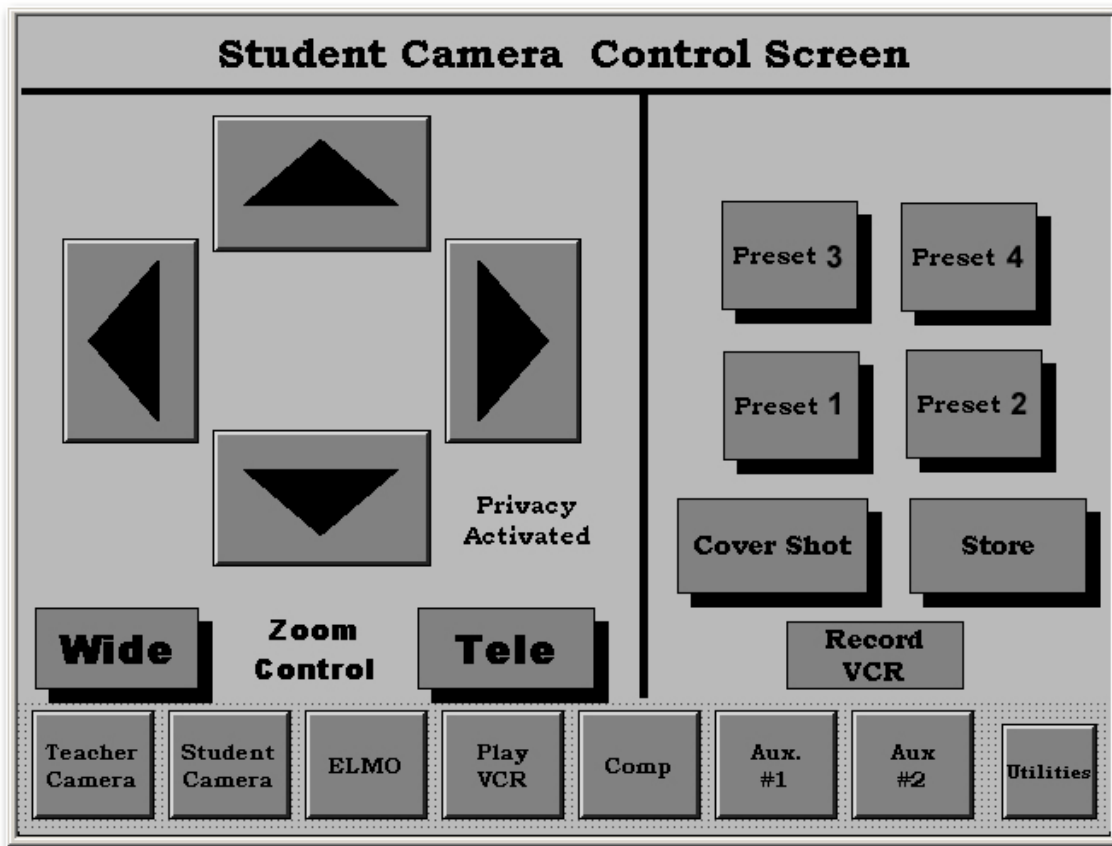 Student Camera Control Screen
Preset 3
Preset 4
Preset 1
Preset 2
Privacy
Activated
Cover Shot
Store
Wide
Zoom
Control
Tele
Record
VCR
Teacher
Camera
Student
Camera
ELMO
Play
VCR
Comp
Aux.
#1
Aux
#2
Utilities